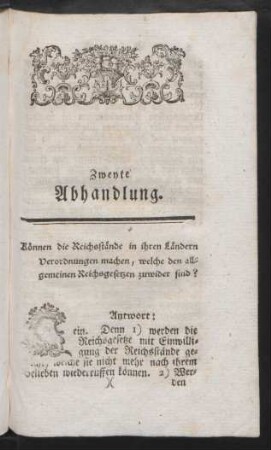 Zweyte
Abhandlung.
Können die Reichsstände in ihren Ländern
Verordnungen machen, welche den all-
gemeinen Reichsgesetzen zuwider sind?
Antwort:
ein. Denn 1) werden die
Reichsgesetze mit Einwilli-
gung der Reichsstände ge-
welche sie nicht mehr nach ihrem
belieben wiederruffen können. 2) Wer-
)( den